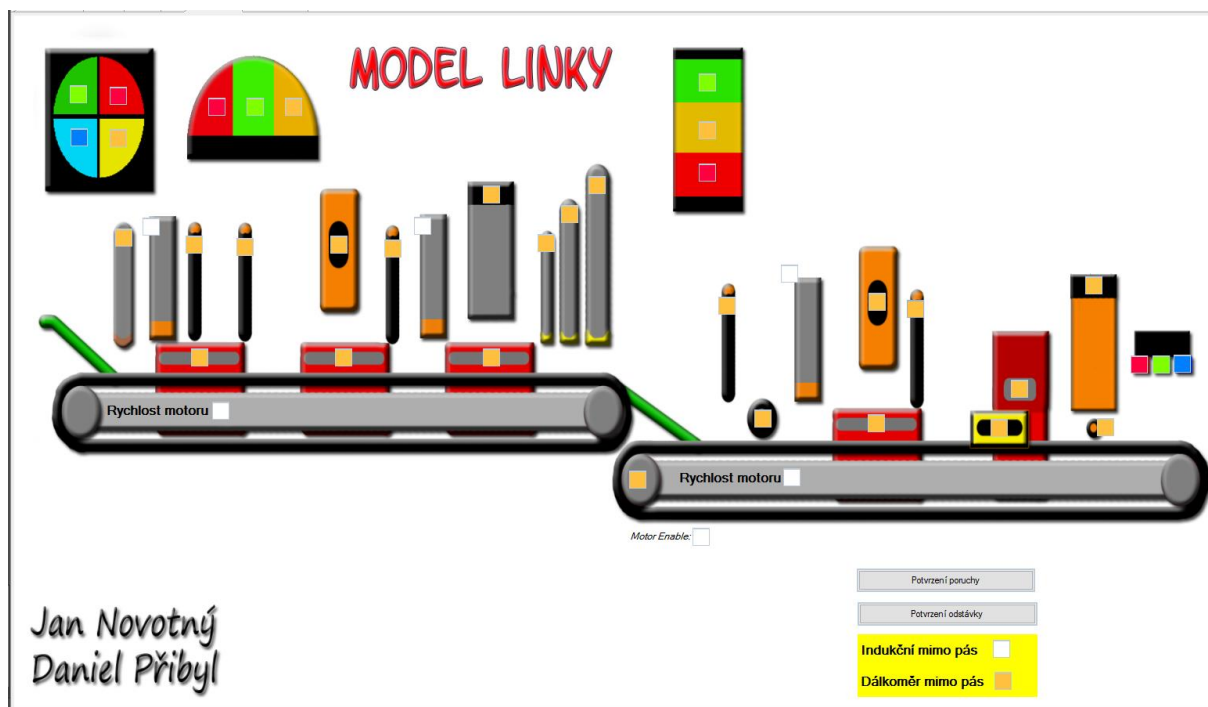 MODEL LINKY
Rychlost motoru
Rychlost motoru
Motor Enable:
Potvrzení poruchy
Potvrzení odstávky
Indukční mimo pás
Dálkoměr mimo pás
Jan Novotný
Daniel Přibyl